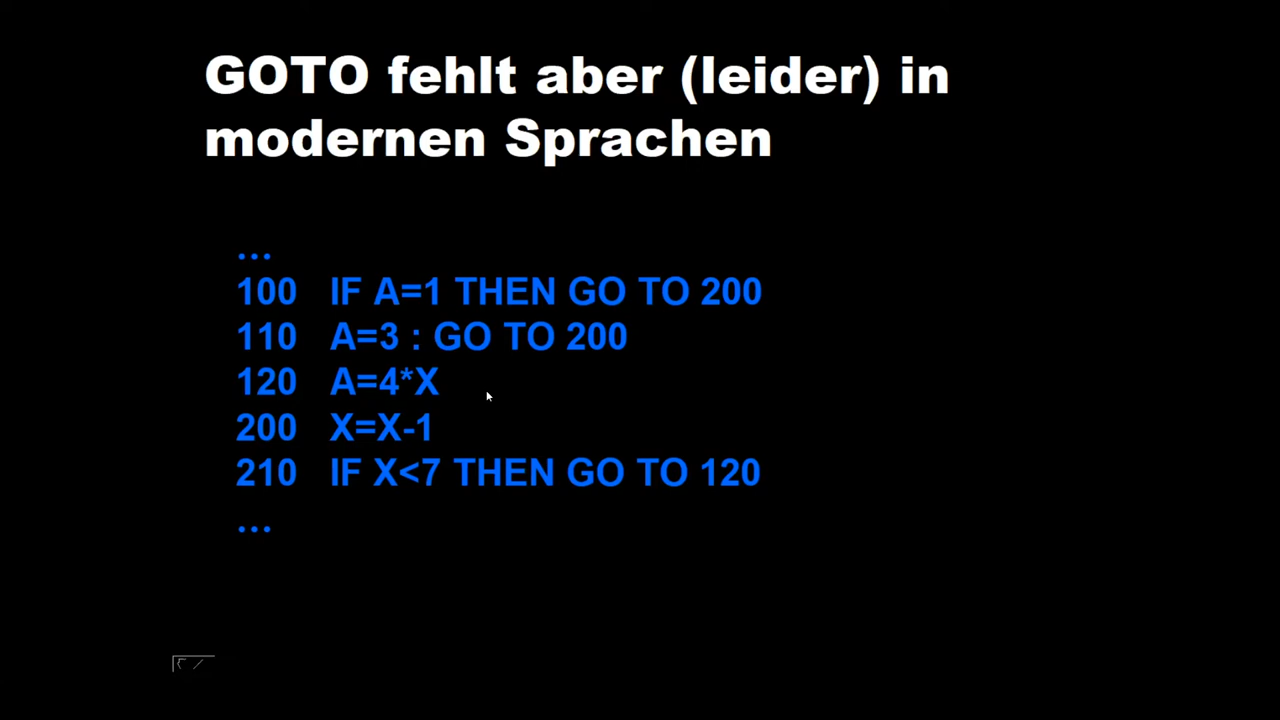 GOTO fehlt aber (leider) in
modernen Sprachen
...
100 IF A=1 THEN GO TO 200
110 A=3 : GO TO 200
120 A=4*X
200 X=X-1
210 IF X<7 THEN GO TO 120
...